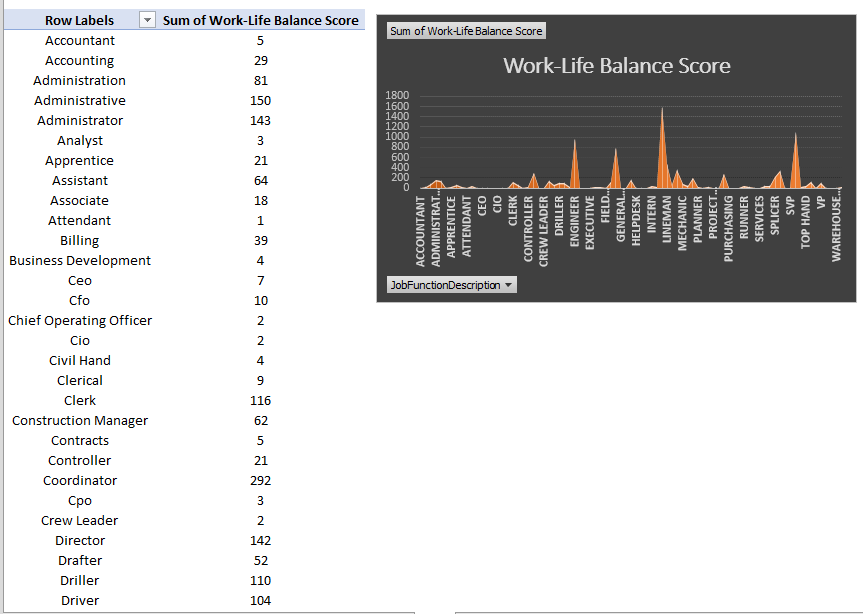 Row Labels Sum of Work-Life Balance Score
Accountant 5
Accounting 29
Administration 81
Administrative 150
Administrator 143
Analyst 3
Apprentice 21
Assistant 64
Associate 18
Attendant 1
Billing 39
Business Development 4
Ceo 7
Cfo 10
Chief Operating Officer 2
Cio 2
Civil Hand 4
Clerical 9
Clerk 116
Construction Manager 62
Contracts 5
Controller 21
Coordinator 292
Cpo 3
Crew Leader 2
Director 142
Drafter 52
Driller 110
Driver 104
Sum of Work-Life Balance Score
Work-Life Balance Score
1800
1600
1400
1200
1000
800
600
400
200
0
ACCOUNTANT
ADMINISTRAT...
APPRENTICE
ATTENDANT
CEO
CIO
CLERK
CONTROLLER
CREW LEADER
DRILLER
ENGINEER
EXECUTIVE
FIELD...
GENERAL...
HELPDESK
INTERN
LINEMAN
MECHANIC
PLANNER
PROJECT...
PURCHASING
RUNNER
SERVICES
SPLICER
SVP
TOP HAND
VP
WAREHOUSE...
JobFunctionDescription